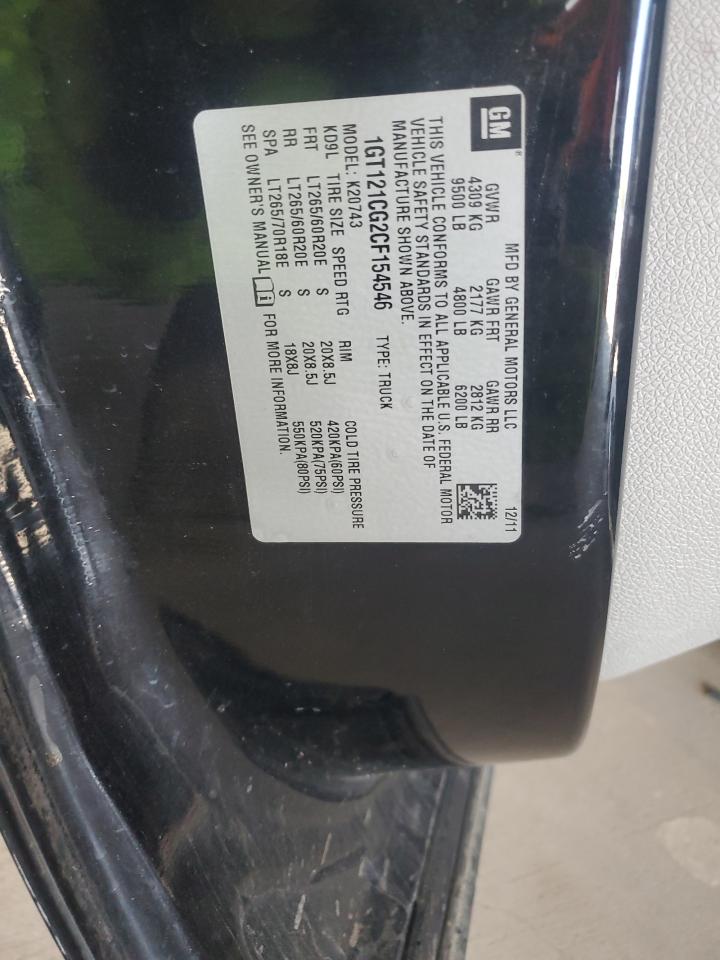 GM®
MFD BY GENERAL MOTORS LLC 12/11
GVWR GAWR FRT GAWR RR
4309 KG 2177 KG 2812 KG
9500 LB 4800 LB 6200 LB
THIS VEHICLE CONFORMS TO ALL APPLICABLE U.S. FEDERAL MOTOR
VEHICLE SAFETY STANDARDS IN EFFECT ON THE DATE OF
MANUFACTURE SHOWN ABOVE.
1GT121CG2CF154546 TYPE: TRUCK
MODEL: K20743
KD9L TIRE SIZE SPEED RTG RIM COLD TIRE PRESSURE
FRT LT265/60R20E S 20X8.5J 420KPA(60PSI)
RR LT265/60R20E S 20X8.5J 520KPA(75PSI)
SPA LT265/70R18E S 18X8J 550KPA(80PSI)
SEE OWNER'S MANUAL FOR MORE INFORMATION.